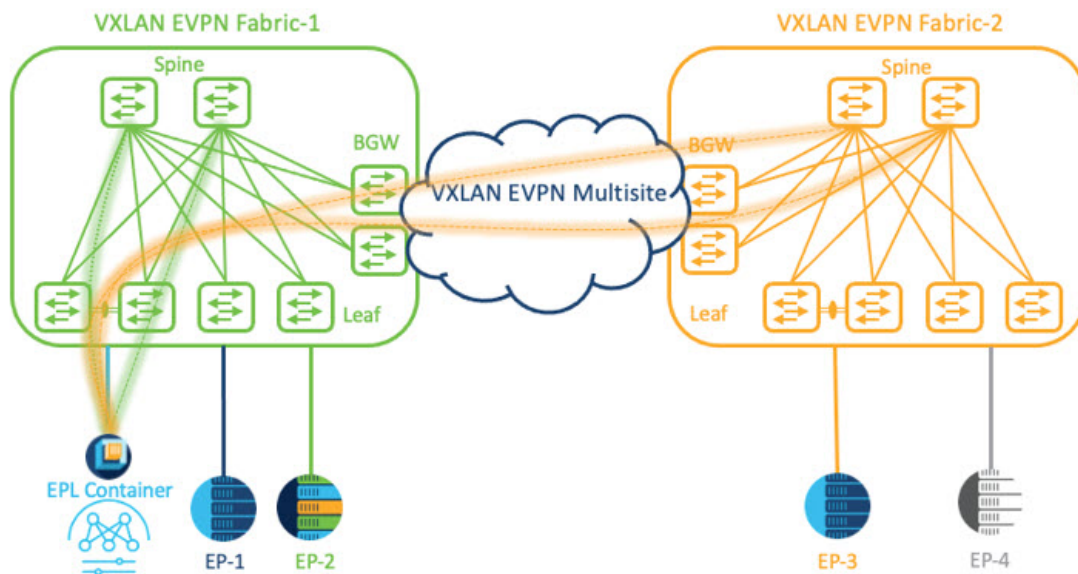 VXLAN EVPN Fabric-1
VXLAN EVPN Fabric-2
Spine
Spine
BGW
BGW
VXLAN EVPN Multisite
Leaf
Leaf
EPL Container
EP-1
EP-2
EP-3
EP-4